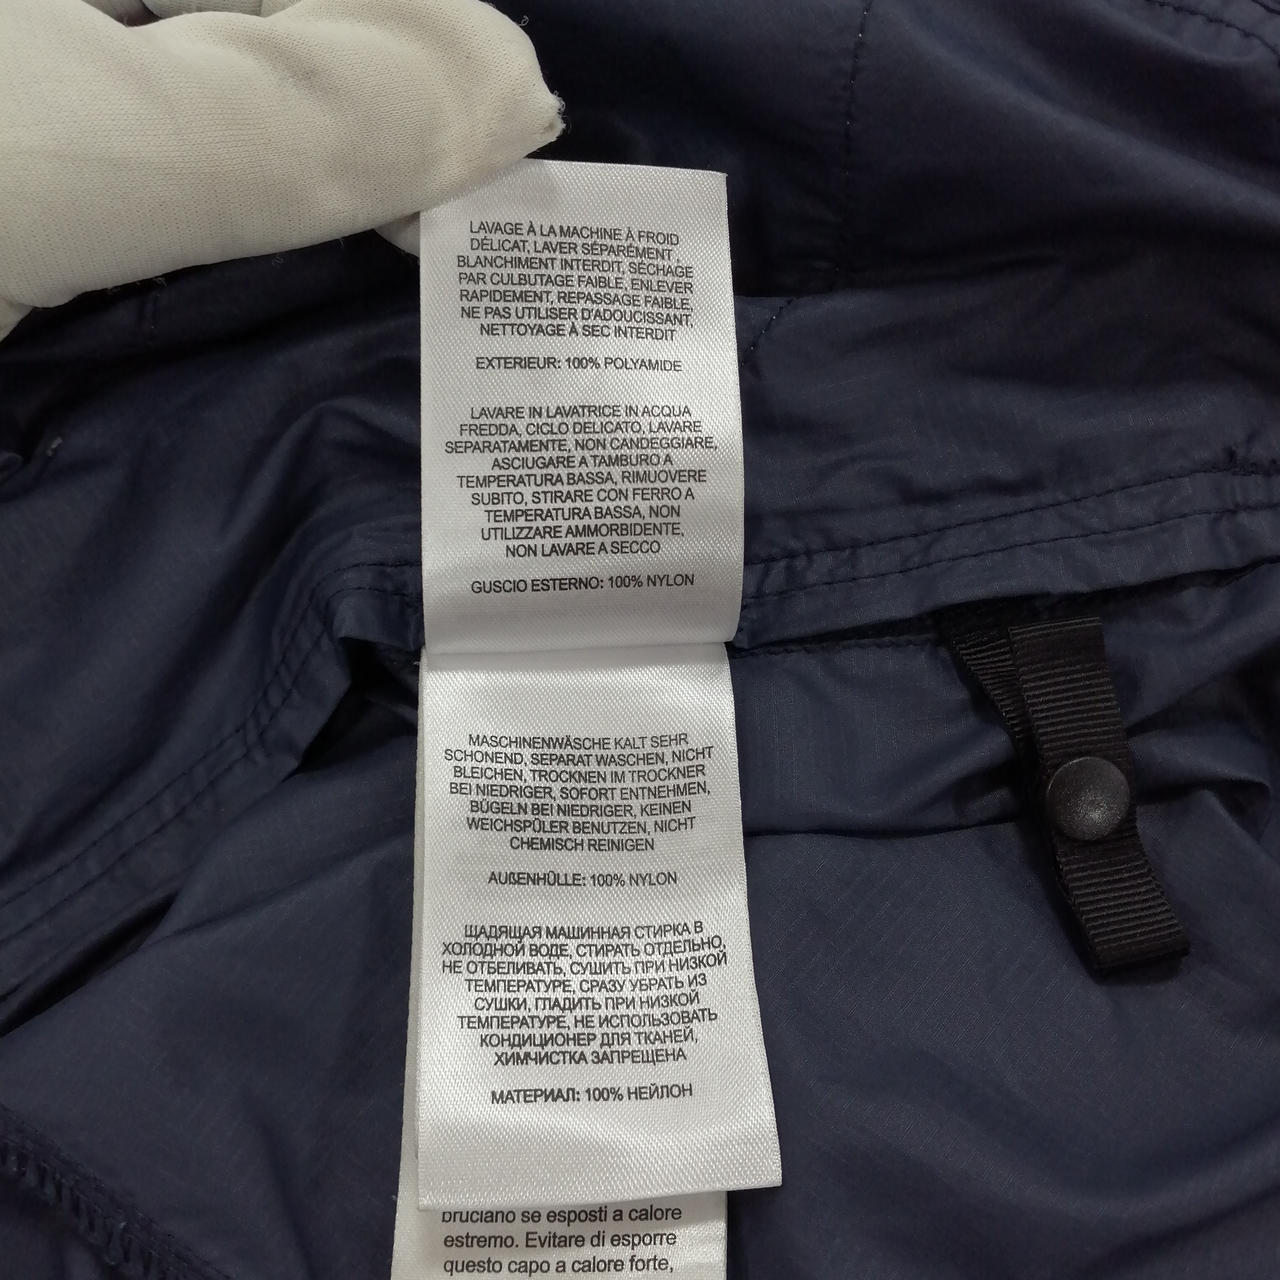 LAVAGE À LA MACHINE À FROID
DÉLICAT, LAVER SÉPARÉMENT ,
BLANCHIMENT INTERDIT, SÉCHAGE
PAR CULBUTAGE FAIBLE, ENLEVER
RAPIDEMENT, REPASSAGE FAIBLE,
NE PAS UTILISER D'ADOUCISSANT,
NETTOYAGE À SEC INTERDIT
EXTERIEUR: 100% POLYAMIDE
LAVARE IN LAVATRICE IN ACQUA
FREDDA, CICLO DELICATO, LAVARE
SEPARATAMENTE, NON CANDEGGIARE,
ASCIUGARE A TAMBURO A
TEMPERATURA BASSA, RIMUOVERE
SUBITO, STIRARE CON FERRO A
TEMPERATURA BASSA, NON
UTILIZZARE AMMORBIDENTE,
NON LAVARE A SECCO
GUSCIO ESTERNO: 100% NYLON
MASCHINENWÄSCHE KALT SEHR
SCHONEND, SEPARAT WASCHEN, NICHT
BLEICHEN, TROCKNEN IM TROCKNER
BEI NIEDRIGER, SOFORT ENTNEHMEN,
BÜGELN BEI NIEDRIGER, KEINEN
WEICHSPÜLER BENUTZEN, NICHT
CHEMISCH REINIGEN
AUßENHÜLLE: 100% NYLON
ЩАДЯЩАЯ МАШИННАЯ СТИРКА В
ХОЛОДНОЙ ВОДЕ, СТИРАТЬ ОТДЕЛЬНО,
НЕ ОТБЕЛИВАТЬ, СУШИТЬ ПРИ НИЗКОЙ
ТЕМПЕРАТУРЕ, СРАЗУ УБРАТЬ ИЗ
СУШКИ, ГЛАДИТЬ ПРИ НИЗКОЙ
ТЕМПЕРАТУРЕ, НЕ ИСПОЛЬЗОВАТЬ
КОНДИЦИОНЕР ДЛЯ ТКАНЕЙ,
ХИМЧИСТКА ЗАПРЕЩЕНА
МАТЕРИАЛ: 100% НЕЙЛОН
bruciano se esposti a calore
estremo. Evitare di esporre
questo capo a calore forte,